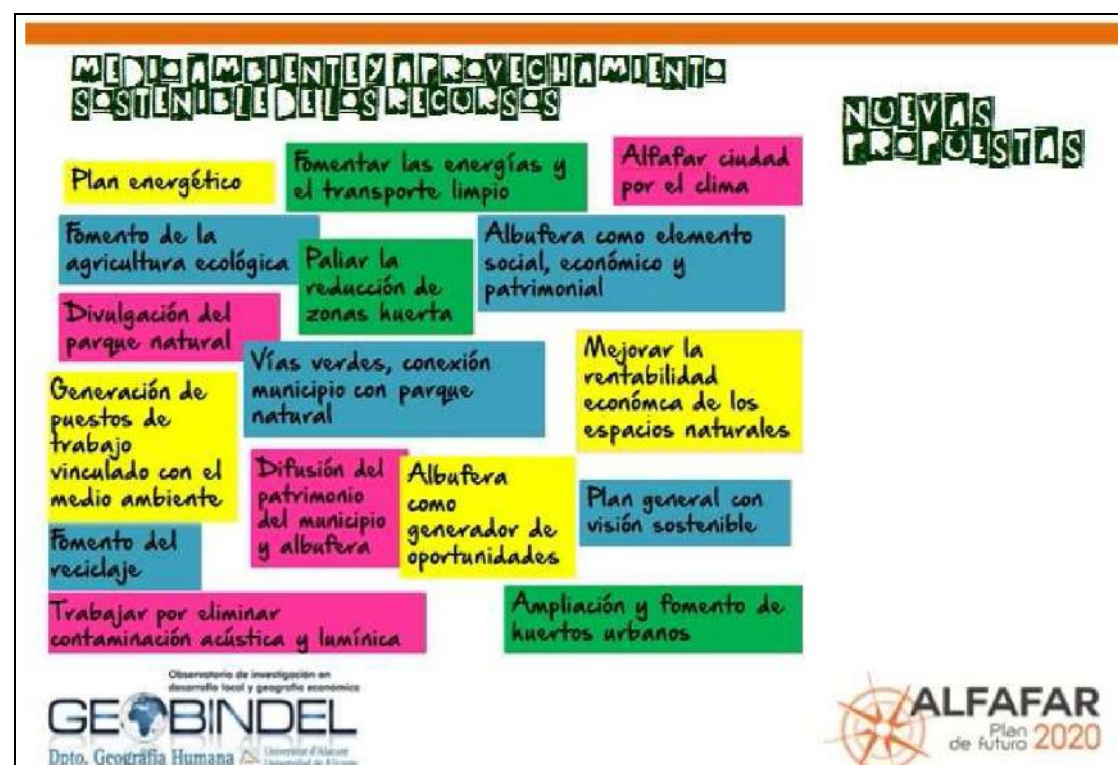 MEDIO AMBIENTE Y APROVECHAMIENTO
SOSTENIBLE DE LOS RECURSOS
NUEVAS
PROPUESTAS
Plan energético
Fomentar las energías y
el transporte limpio
Alfafar ciudad
por el clima
Fomento de la
agricultura ecológica
Paliar la
reducción de
zonas huerta
Albufera como elemento
social, económico y
patrimonial
Divulgación del
parque natural
Vías verdes, conexión
municipio con parque
natural
Mejorar la
rentabilidad
económca de los
espacios naturales
Generación de
puestos de
trabajo
vinculado con el
medio ambiente
Difusión del
patrimonio
del municipio
y albufera
Albufera
como
generador de
oportunidades
Plan general con
visión sostenible
Fomento del
reciclaje
Trabajar por eliminar
contaminación acústica y lumínica
Ampliación y fomento de
huertos urbanos
Observatorio de investigación en
desarrollo local y geografía económica
GEOBINDEL
Dpto. Geografía Humana
Universitat d'Alacant
Universidad de Alicante
ALFAFAR
Plan
de futuro 2020